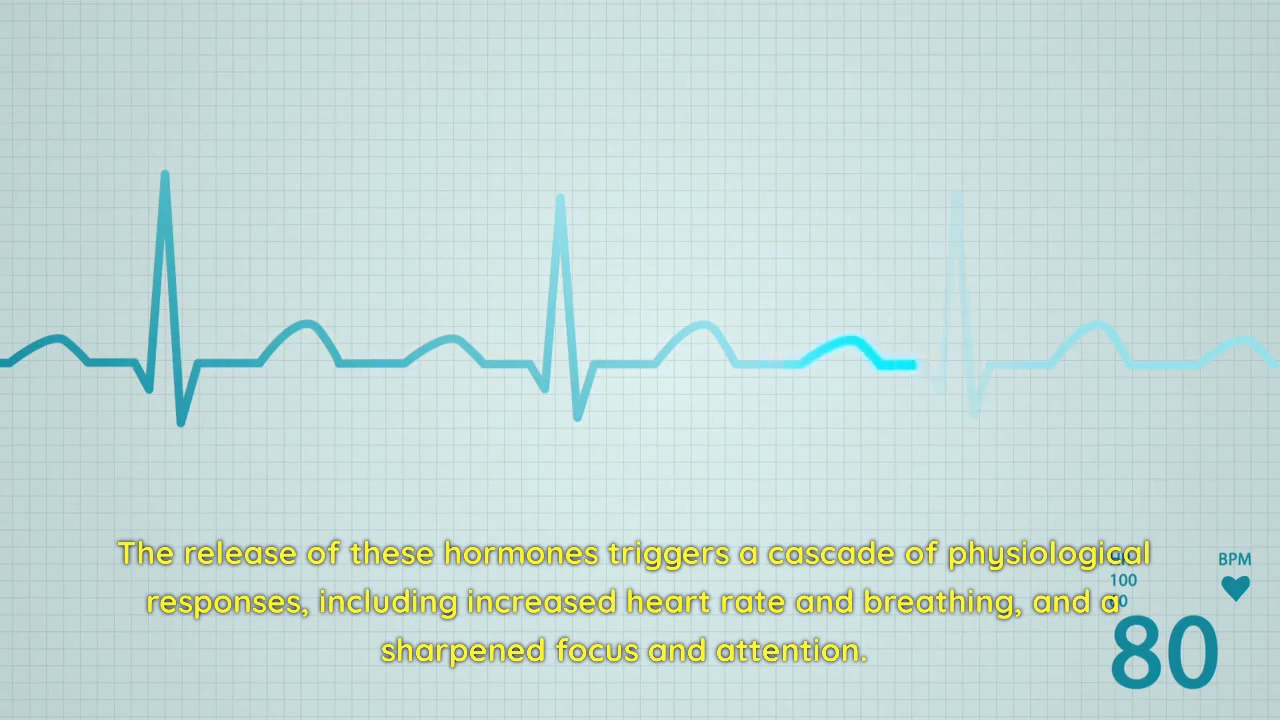 The release of these hormones triggers a cascade of physiological
responses, including increased heart rate and breathing, and a
sharpened focus and attention.
BPM
100
80